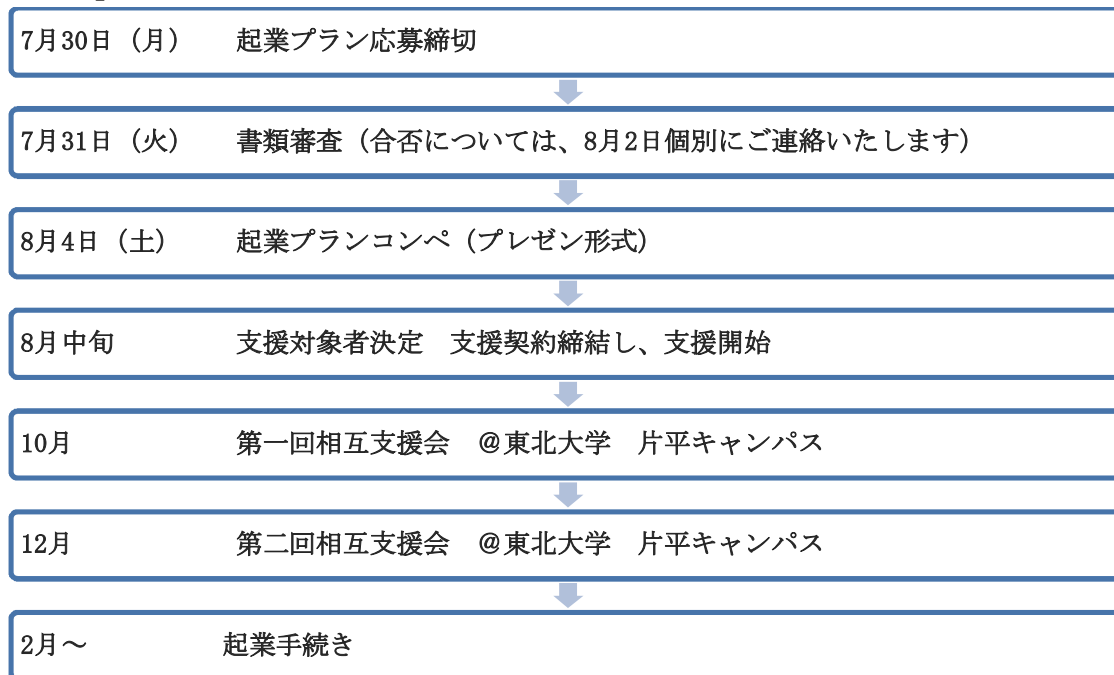 7月30日（月）　　起業プラン応募締切
7月31日（火）　　書類審査（合否については、8月2日個別にご連絡いたします）
8月4日（土）　　起業プランコンペ（プレゼン形式）
8月中旬　　支援対象者決定　支援契約締結し、支援開始
10月　　第一回相互支援会　＠東北大学　片平キャンパス
12月　　第二回相互支援会　＠東北大学　片平キャンパス
2月～　　起業手続き